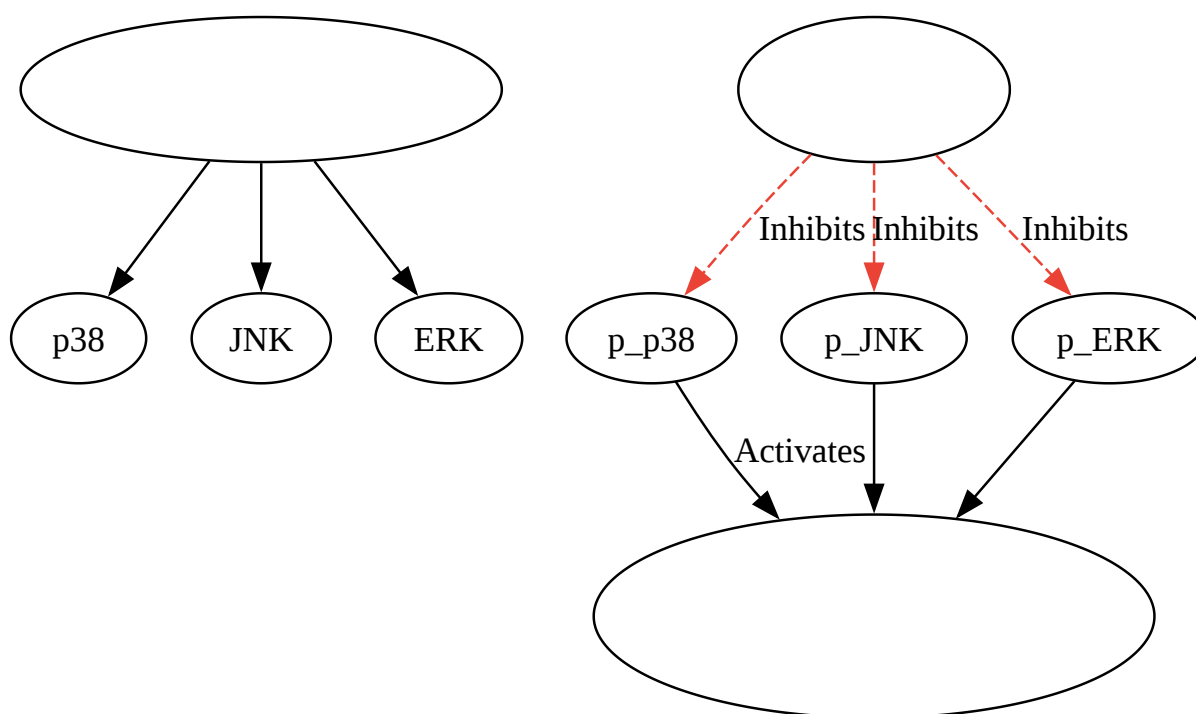 Inhibits Inhibits Inhibits
p38 JNK ERK p_p38 p_JNK p_ERK
Activates